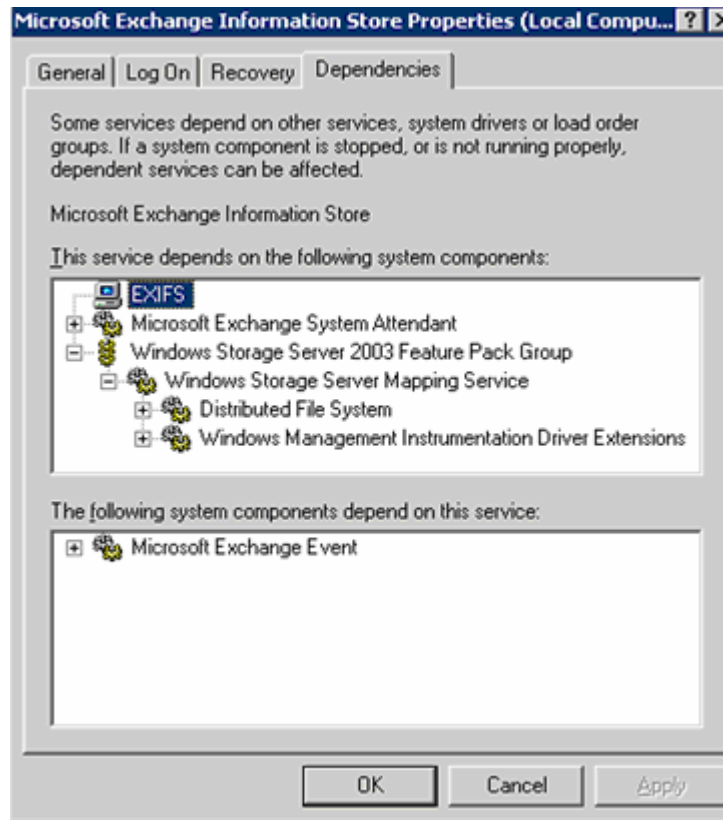 Microsoft Exchange Information Store Properties (Local Compu... ?
General Log On Recovery Dependencies
Some services depend on other services, system drivers or load order
groups. If a system component is stopped, or is not running properly,
dependent services can be affected.
Microsoft Exchange Information Store
This service depends on the following system components:
EXIFS
Microsoft Exchange System Attendant
Windows Storage Server 2003 Feature Pack Group
Windows Storage Server Mapping Service
Distributed File System
Windows Management Instrumentation Driver Extensions
The following system components depend on this service:
Microsoft Exchange Event
OK Cancel Apply